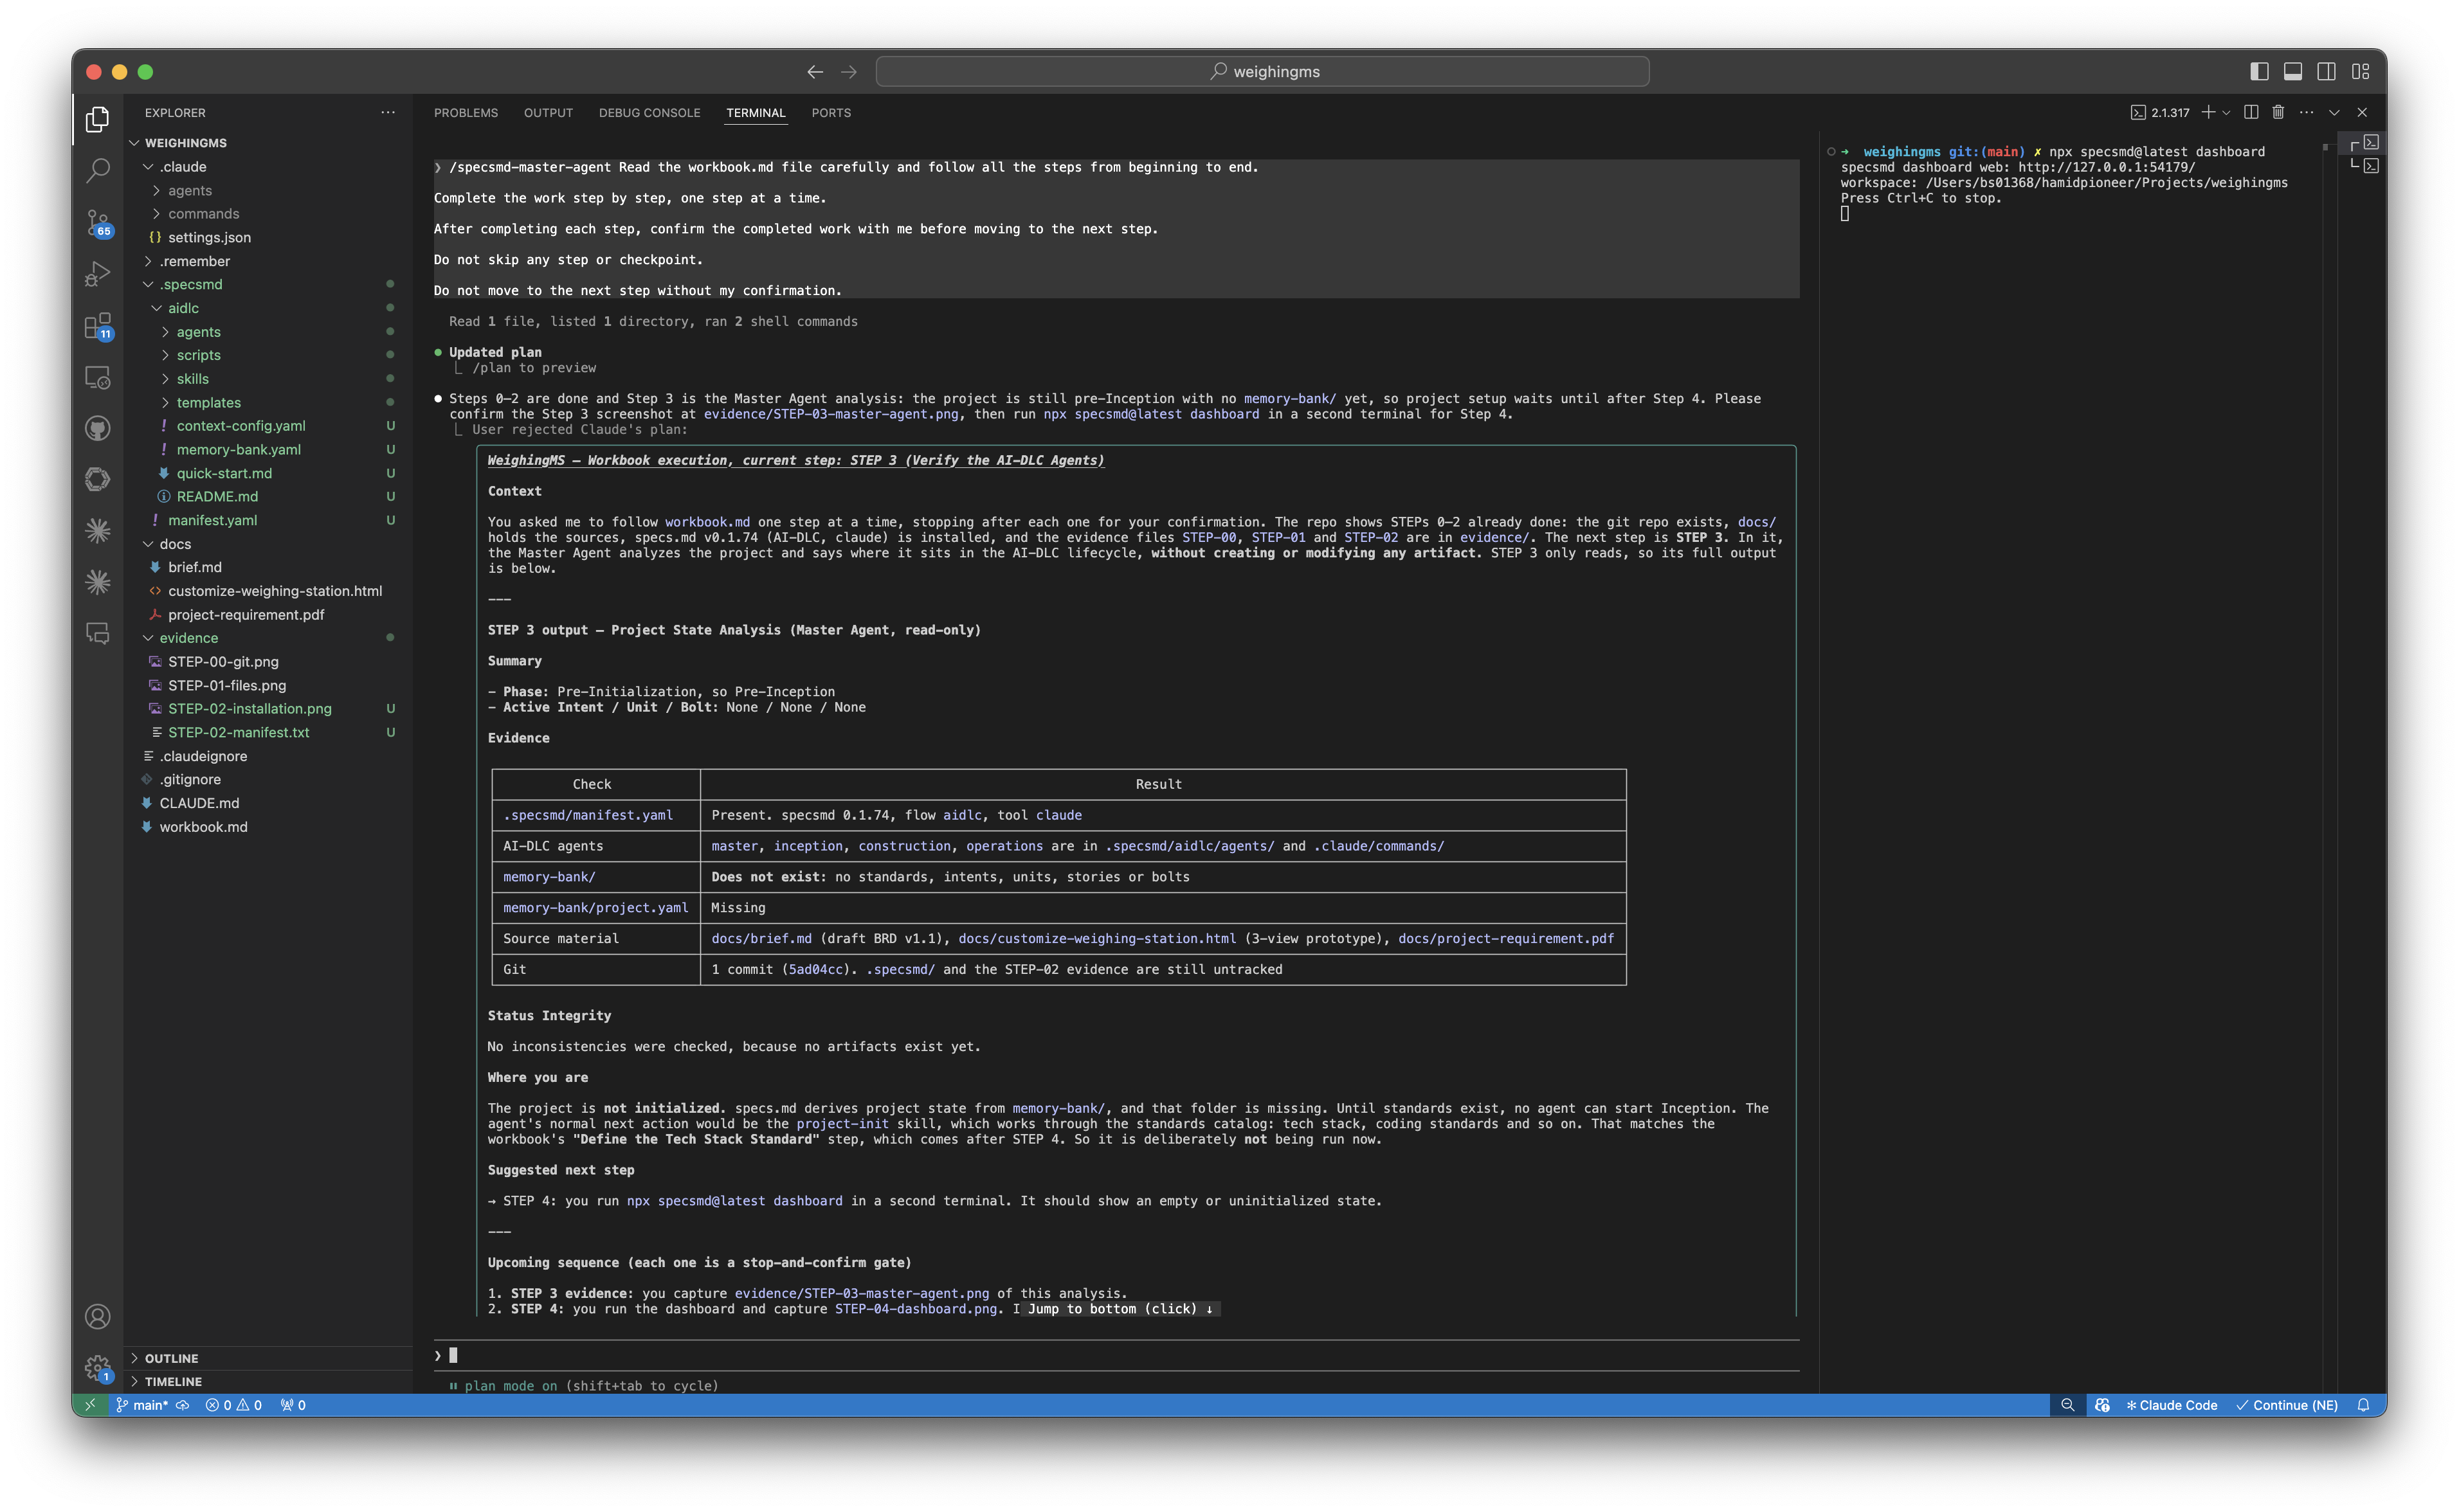 weighingms
EXPLORER
WEIGHINGMS
.claude
agents
commands
{} settings.json
.remember
.specsmd
aidlc
agents
scripts
skills
templates
! context-config.yaml U
! memory-bank.yaml U
quick-start.md U
README.md U
! manifest.yaml U
docs
brief.md
<> customize-weighing-station.html
project-requirement.pdf
evidence
STEP-00-git.png
STEP-01-files.png
STEP-02-installation.png U
STEP-02-manifest.txt U
.claudeignore
.gitignore
CLAUDE.md
workbook.md
OUTLINE
TIMELINE
65
11
1
PROBLEMS OUTPUT DEBUG CONSOLE TERMINAL PORTS
2.1.317
❯ /specsmd-master-agent Read the workbook.md file carefully and follow all the steps from beginning to end.
Complete the work step by step, one step at a time.
After completing each step, confirm the completed work with me before moving to the next step.
Do not skip any step or checkpoint.
Do not move to the next step without my confirmation.
Read 1 file, listed 1 directory, ran 2 shell commands
● Updated plan
⎿ /plan to preview
● Steps 0–2 are done and Step 3 is the Master Agent analysis: the project is still pre-Inception with no memory-bank/ yet, so project setup waits until after Step 4. Please
confirm the Step 3 screenshot at evidence/STEP-03-master-agent.png, then run npx specsmd@latest dashboard in a second terminal for Step 4.
⎿ User rejected Claude's plan:
WeighingMS — Workbook execution, current step: STEP 3 (Verify the AI-DLC Agents)
Context
You asked me to follow workbook.md one step at a time, stopping after each one for your confirmation. The repo shows STEPs 0–2 already done: the git repo exists, docs/
holds the sources, specs.md v0.1.74 (AI-DLC, claude) is installed, and the evidence files STEP-00, STEP-01 and STEP-02 are in evidence/. The next step is STEP 3. In it,
the Master Agent analyzes the project and says where it sits in the AI-DLC lifecycle, without creating or modifying any artifact. STEP 3 only reads, so its full output
is below.
———
STEP 3 output — Project State Analysis (Master Agent, read-only)
Summary
- Phase: Pre-Initialization, so Pre-Inception
- Active Intent / Unit / Bolt: None / None / None
Evidence
Check Result
.specsmd/manifest.yaml Present. specsmd 0.1.74, flow aidlc, tool claude
AI-DLC agents master, inception, construction, operations are in .specsmd/aidlc/agents/ and .claude/commands/
memory-bank/ Does not exist: no standards, intents, units, stories or bolts
memory-bank/project.yaml Missing
Source material docs/brief.md (draft BRD v1.1), docs/customize-weighing-station.html (3-view prototype), docs/project-requirement.pdf
Git 1 commit (5ad04cc). .specsmd/ and the STEP-02 evidence are still untracked
Status Integrity
No inconsistencies were checked, because no artifacts exist yet.
Where you are
The project is not initialized. specs.md derives project state from memory-bank/, and that folder is missing. Until standards exist, no agent can start Inception. The
agent's normal next action would be the project-init skill, which works through the standards catalog: tech stack, coding standards and so on. That matches the
workbook's "Define the Tech Stack Standard" step, which comes after STEP 4. So it is deliberately not being run now.
Suggested next step
→ STEP 4: you run npx specsmd@latest dashboard in a second terminal. It should show an empty or uninitialized state.
———
Upcoming sequence (each one is a stop-and-confirm gate)
1. STEP 3 evidence: you capture evidence/STEP-03-master-agent.png of this analysis.
2. STEP 4: you run the dashboard and capture STEP-04-dashboard.png. I Jump to bottom (click) ↓
❯
⏸ plan mode on (shift+tab to cycle)
➜ weighingms git:(main) ✗ npx specsmd@latest dashboard
specsmd dashboard web: http://127.0.0.1:54179/
workspace: /Users/bs01368/hamidpioneer/Projects/weighingms
Press Ctrl+C to stop.
main* 0 0 0
Claude Code Continue (NE)